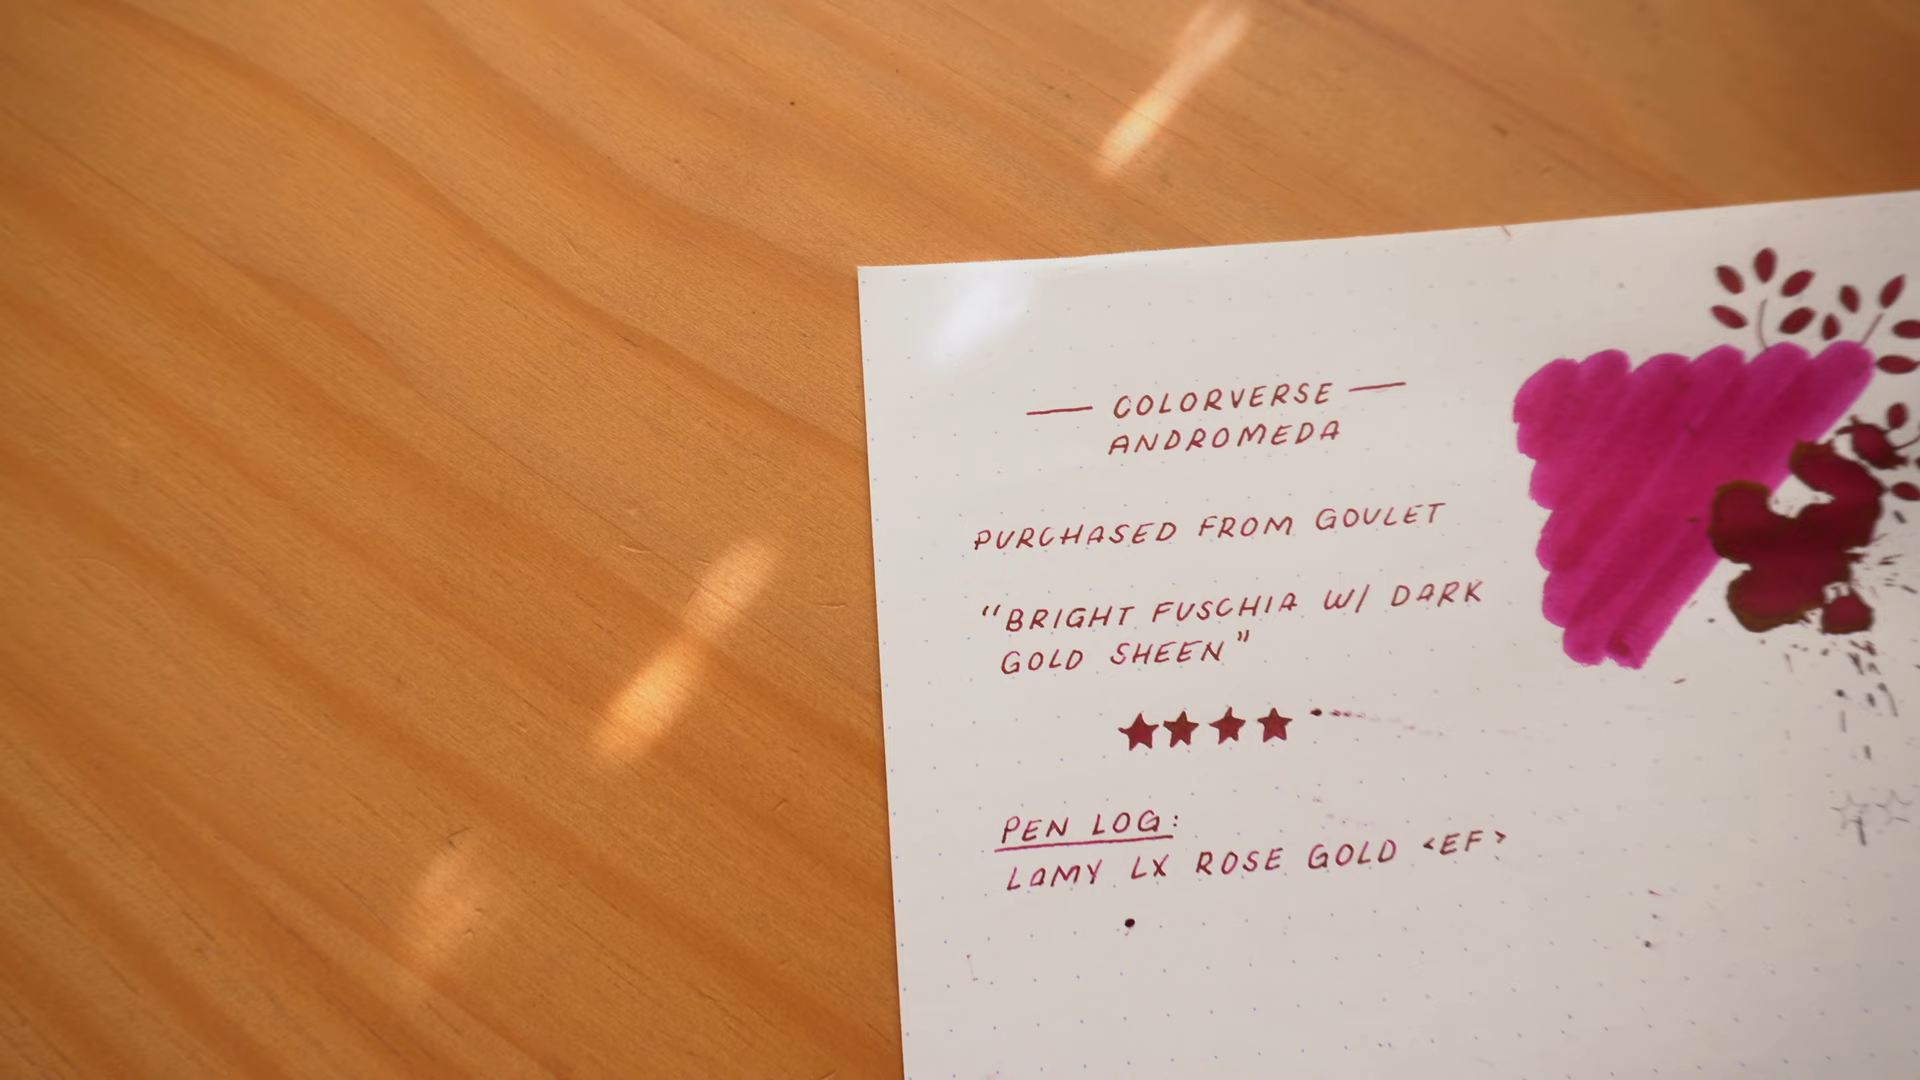 — COLORVERSE —
ANDROMEDA
PURCHASED FROM GOULET
"BRIGHT FUSCHIA W/ DARK
GOLD SHEEN"
★★★★
PEN LOG:
LAMY LX ROSE GOLD <EF>